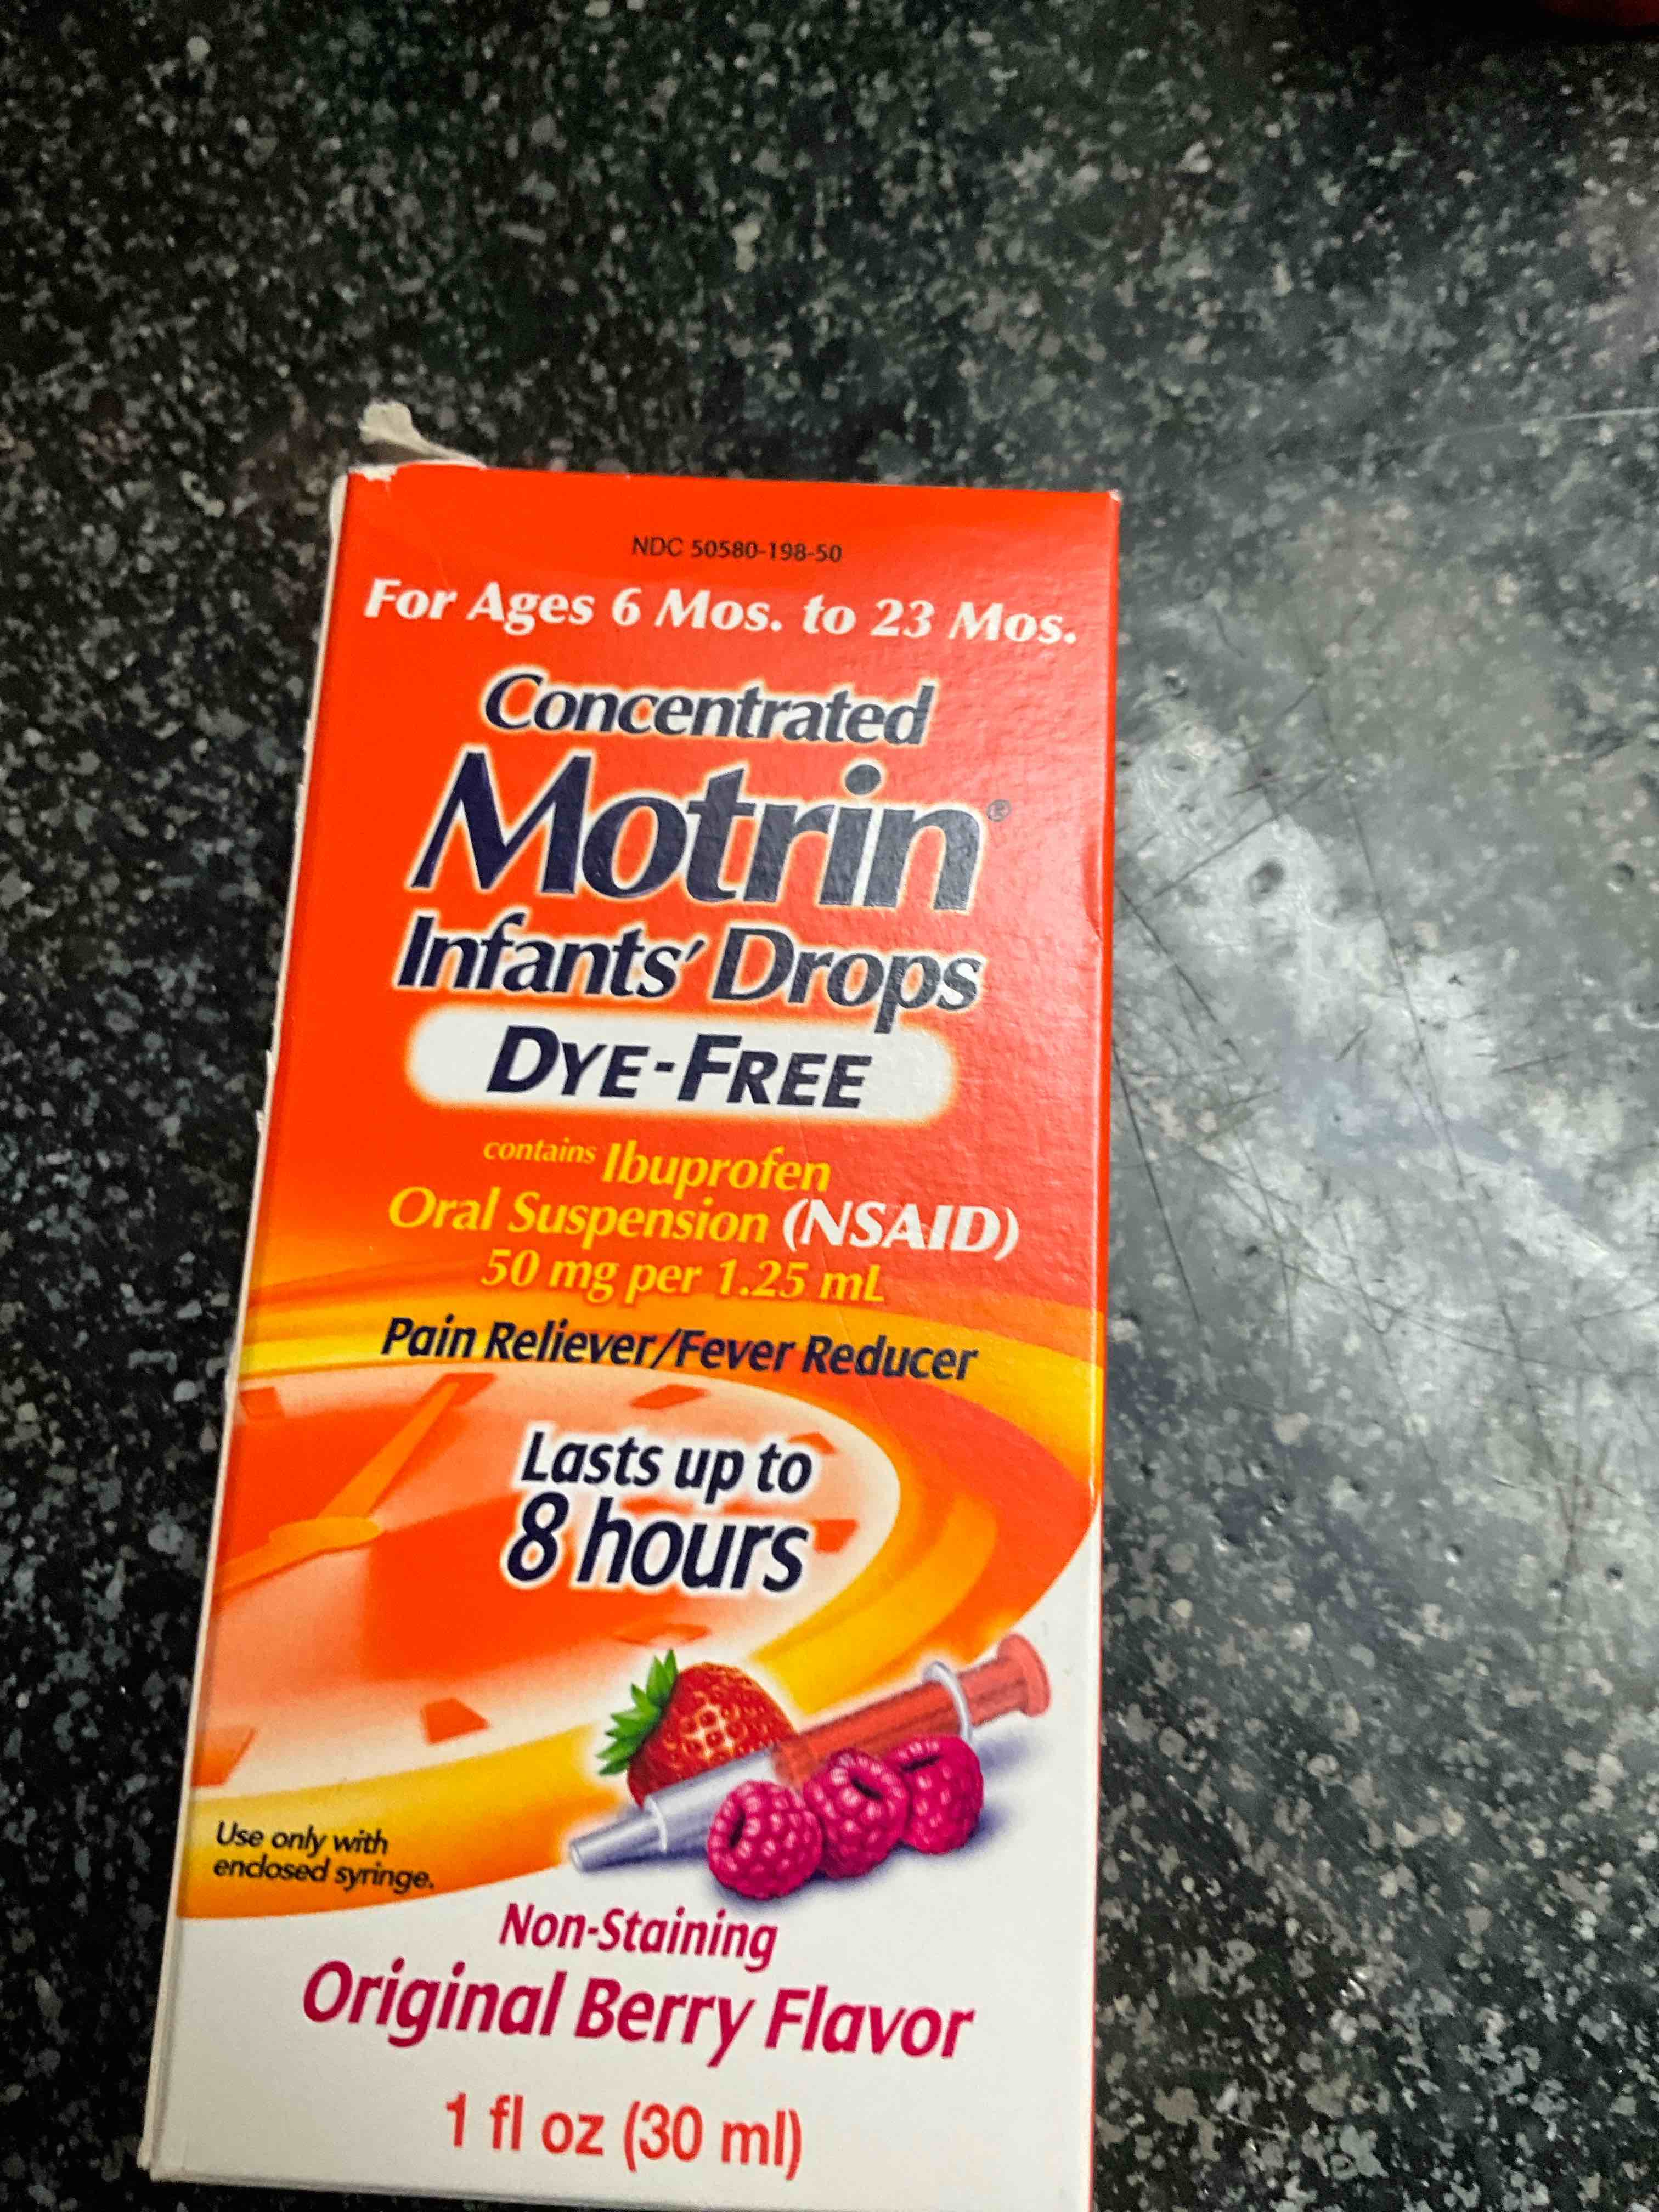 NDC 50580-198-50
For Ages 6 Mos. to 23 Mos.
Concentrated
Motrin®
Infants' Drops
DYE-FREE
contains Ibuprofen
Oral Suspension (NSAID)
50 mg per 1.25 mL
Pain Reliever/Fever Reducer
Lasts up to
8 hours
Use only with
enclosed syringe.
Non-Staining
Original Berry Flavor
1 fl oz (30 ml)